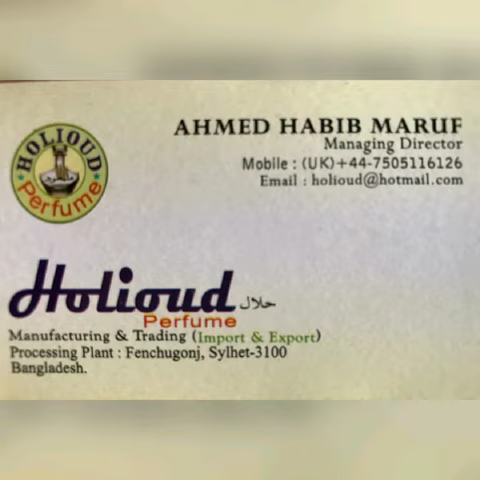 HOLIOUD
Perfume
AHMED HABIB MARUF
Managing Director
Mobile : (UK)+44-7505116126
Email : holioud@hotmail.com
Holioud حلال
Perfume
Manufacturing & Trading (Import & Export)
Processing Plant : Fenchugonj, Sylhet-3100
Bangladesh.